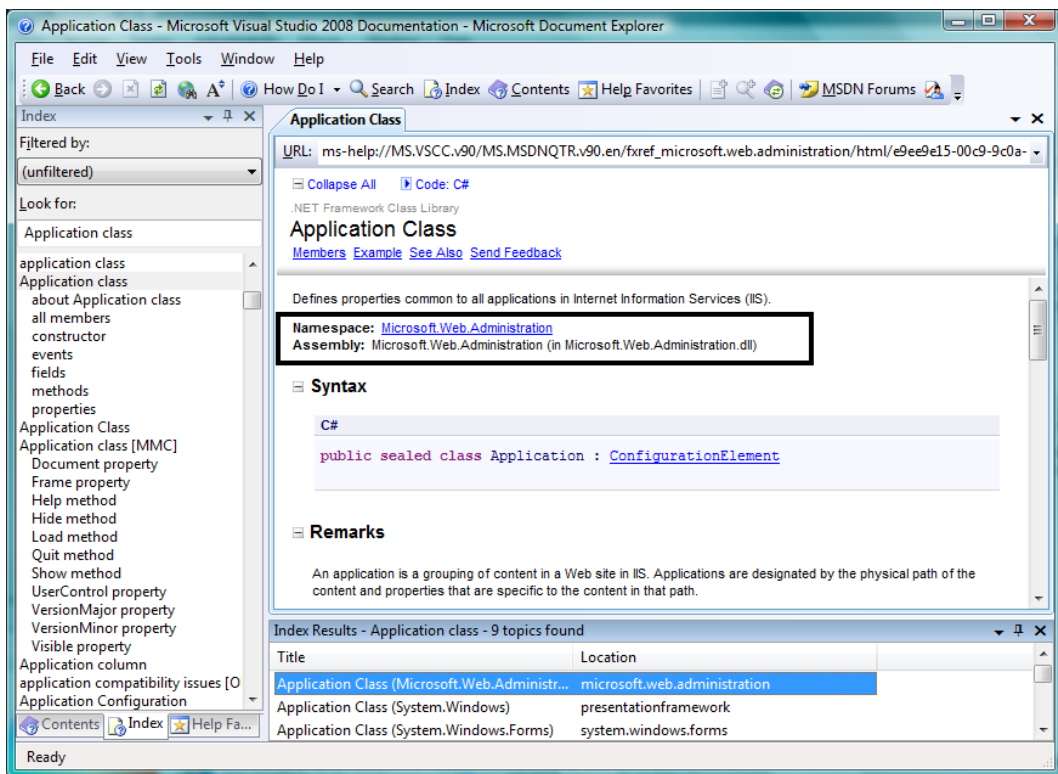 Application Class - Microsoft Visual Studio 2008 Documentation - Microsoft Document Explorer
File Edit View Tools Window Help
Back How Do I Search Index Contents Help Favorites MSDN Forums
Index
Filtered by:
(unfiltered)
Look for:
Application class
application class
Application class
about Application class
all members
constructor
events
fields
methods
properties
Application Class
Application class [MMC]
Document property
Frame property
Help method
Hide method
Load method
Quit method
Show method
UserControl property
VersionMajor property
VersionMinor property
Visible property
Application column
application compatibility issues [O
Application Configuration
Contents Index Help Fa...
Application Class
URL: ms-help://MS.VSCC.v90/MS.MSDNQTR.v90.en/fxref_microsoft.web.administration/html/e9ee9e15-00c9-9c0a-
Collapse All Code: C#
.NET Framework Class Library
Application Class
Members Example See Also Send Feedback
Defines properties common to all applications in Internet Information Services (IIS).
Namespace: Microsoft.Web.Administration
Assembly: Microsoft.Web.Administration (in Microsoft.Web.Administration.dll)
Syntax
C#
public sealed class Application : ConfigurationElement
Remarks
An application is a grouping of content in a Web site in IIS. Applications are designated by the physical path of the
content and properties that are specific to the content in that path.
Index Results - Application class - 9 topics found
Title Location
Application Class (Microsoft.Web.Administr... microsoft.web.administration
Application Class (System.Windows) presentationframework
Application Class (System.Windows.Forms) system.windows.forms
Ready